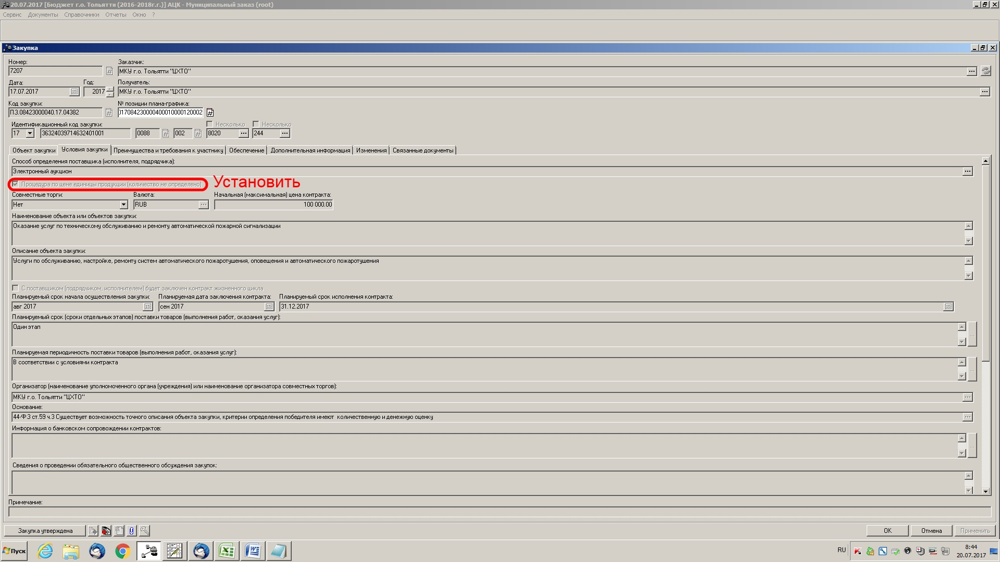 20.07.2017 [Бюджет г.о. Тольятти (2016-2018г.г.)] АЦК - Муниципальный заказ (root)
Сервис Документы Справочники Отчеты Окно ?
Закупка
Номер: Заказчик:
7207 МКУ г.о. Тольятти "ЦХТО"
Дата: Год: Получатель:
17.07.2017 2017 МКУ г.о. Тольятти "ЦХТО"
Код закупки: № позиции плана-графика:
ПЗ.08423000040.17.04382 01708423000040001000012​0002
Идентификационный код закупки: Несколько Несколько
17 36324039714632401001 0088 002 8020 244
Объект закупки Условия закупки Преимущества и требования к участнику Обеспечение Дополнительная информация Изменения Связанные документы
Способ определения поставщика (исполнителя, подрядчика):
Электронный аукцион
Процедура по цене единицы продукции (количество не определено) Установить
Совместные торги: Валюта: Начальная (максимальная) цена контракта:
Нет RUB 100 000.00
Наименование объекта или объектов закупки:
Оказание услуг по техническому обслуживанию и ремонту автоматической пожарной сигнализации
Описание объекта закупки:
Услуги по обслуживанию, настройке, ремонту систем автоматического пожаротушения, оповещения и автоматического пожаротушения
С поставщиком (подрядчиком, исполнителем) будет заключен контракт жизненного цикла
Планируемый срок начала осуществления закупки: Планируемая дата заключения контракта: Планируемый срок исполнения контракта:
авг 2017 сен 2017 31.12.2017
Планируемый срок (сроки отдельных этапов) поставки товаров (выполнения работ, оказания услуг):
Один этап
Планируемая периодичность поставки товаров (выполнения работ, оказания услуг):
В соответствии с условиями контракта
Организатор (наименование уполномоченного органа (учреждения) или наименование организатора совместных торгов):
МКУ г.о. Тольятти "ЦХТО"
Основание:
44-ФЗ ст.59 ч.3 Существует возможность точного описания объекта закупки, критерии определения победителя имеют количественную и денежную оценку
Информация о банковском сопровождении контрактов:
Сведения о проведении обязательного общественного обсуждения закупок:
Примечание:
Закупка утверждена OK Отмена Применить
Пуск RU 8:44
20.07.2017